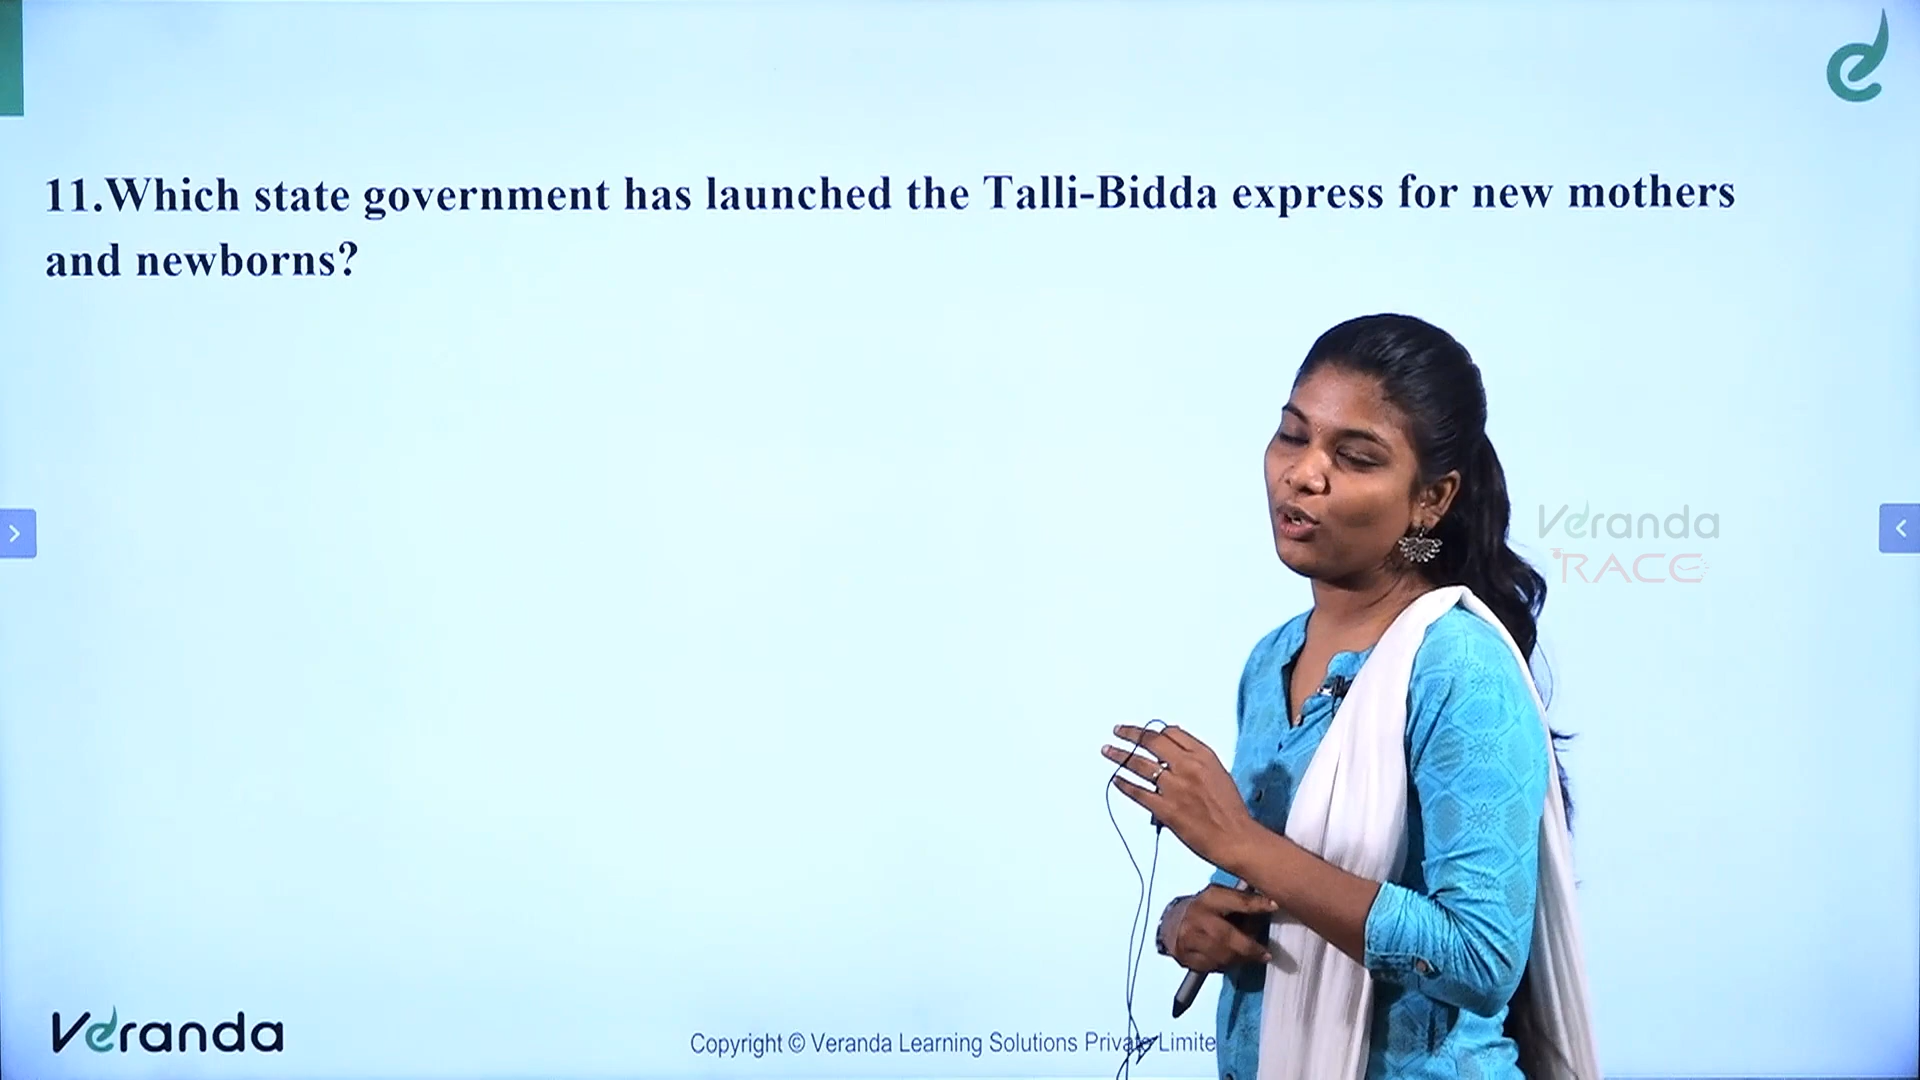 11.Which state government has launched the Talli-Bidda express for new mothers
and newborns?
Veranda
RACE
Veranda
Copyright © Veranda Learning Solutions Private Limite